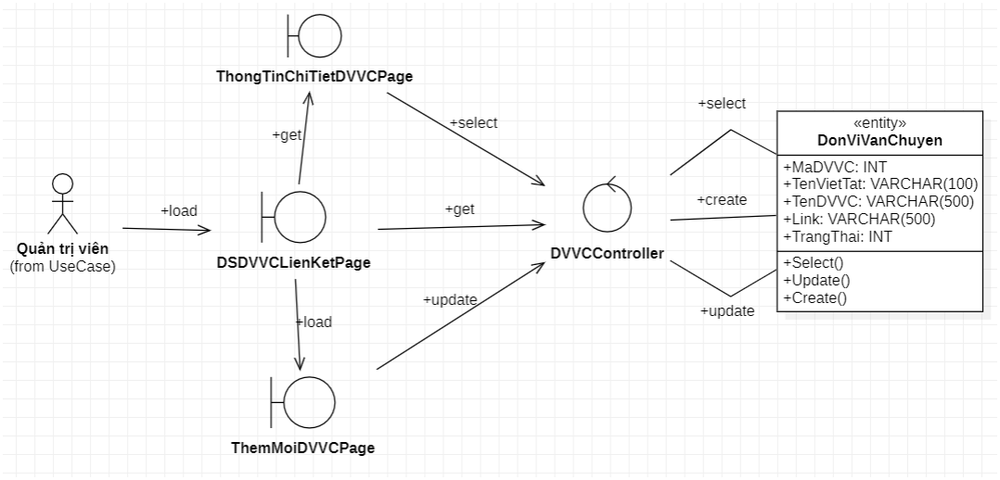 ThongTinChiTietDVVCPage
+get
+select
+load
Quản trị viên
(from UseCase)
DSDVVCLienKetPage
+get
+load
+update
ThemMoiDVVCPage
DVVCController
+select
+create
+update
«entity»
DonViVanChuyen
+MaDVVC: INT
+TenVietTat: VARCHAR(100)
+TenDVVC: VARCHAR(500)
+Link: VARCHAR(500)
+TrangThai: INT
+Select()
+Update()
+Create()